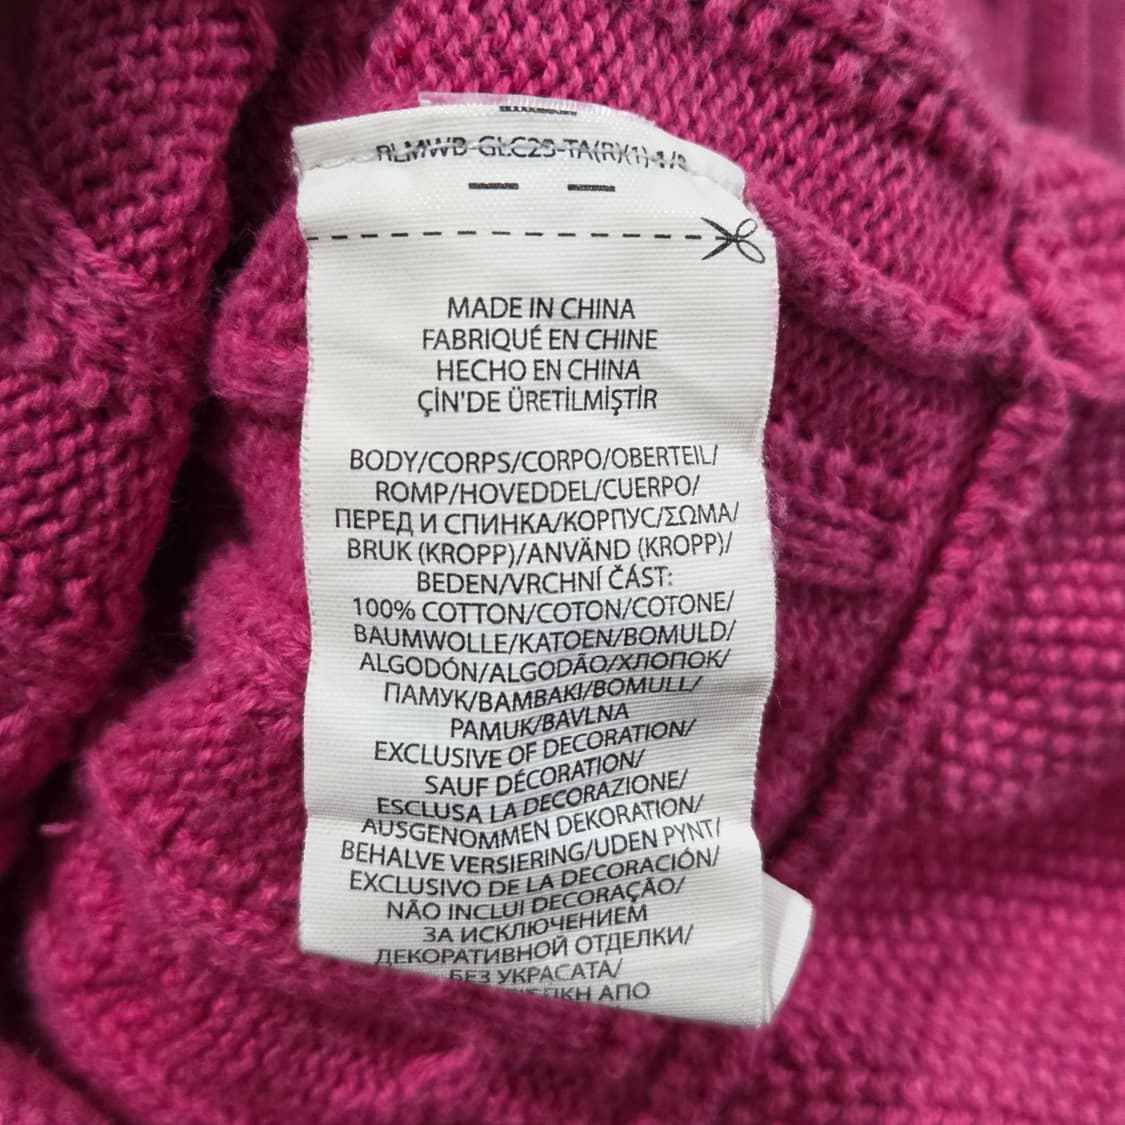 RLMWB GLC2S-TA(RX1)
MADE IN CHINA
FABRIQUÉ EN CHINE
HECHO EN CHINA
ÇİN'DE ÜRETİLMİŞTİR
BODY/CORPS/CORPO/OBERTEIL/
ROMP/HOVEDDEL/CUERPO/
ПЕРЕД И СПИНКА/КОРПУС/ΣΩΜΑ/
BRUK (KROPP)/ANVÄND (KROPP)/
BEDEN/VRCHNÍ ČÁST:
100% COTTON/COTON/COTONE/
BAUMWOLLE/KATOEN/BOMULD/
ALGODÓN/ALGODÃO/ХЛОПОК/
ПАМУК/ΒΑΜΒΑΚΙ/BOMULL/
PAMUK/BAVLNA
EXCLUSIVE OF DECORATION/
SAUF DÉCORATION/
ESCLUSA LA DECORAZIONE/
AUSGENOMMEN DEKORATION/
BEHALVE VERSIERING/UDEN PYNT/
EXCLUSIVO DE LA DECORACIÓN/
NÃO INCLUI DECORAÇÃO/
ЗА ИСКЛЮЧЕНИЕМ
ДЕКОРАТИВНОЙ ОТДЕЛКИ/
БЕЗ УКРАСАТА/
ΑΠΟ